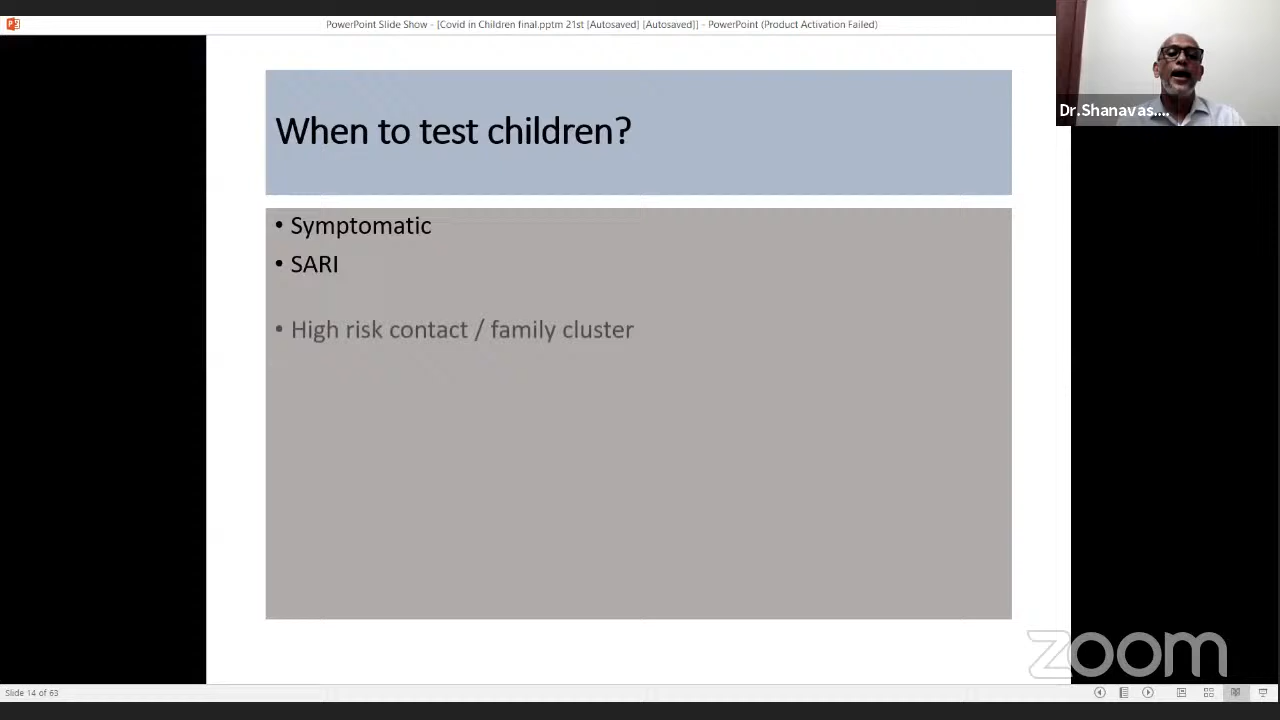 PowerPoint Slide Show - [Covid in Children final.pptm 21st [Autosaved] [Autosaved]] - PowerPoint (Product Activation Failed)
Dr.Shanavas....
When to test children?
• Symptomatic
• SARI
• High risk contact / family cluster
zoom
Slide 14 of 63